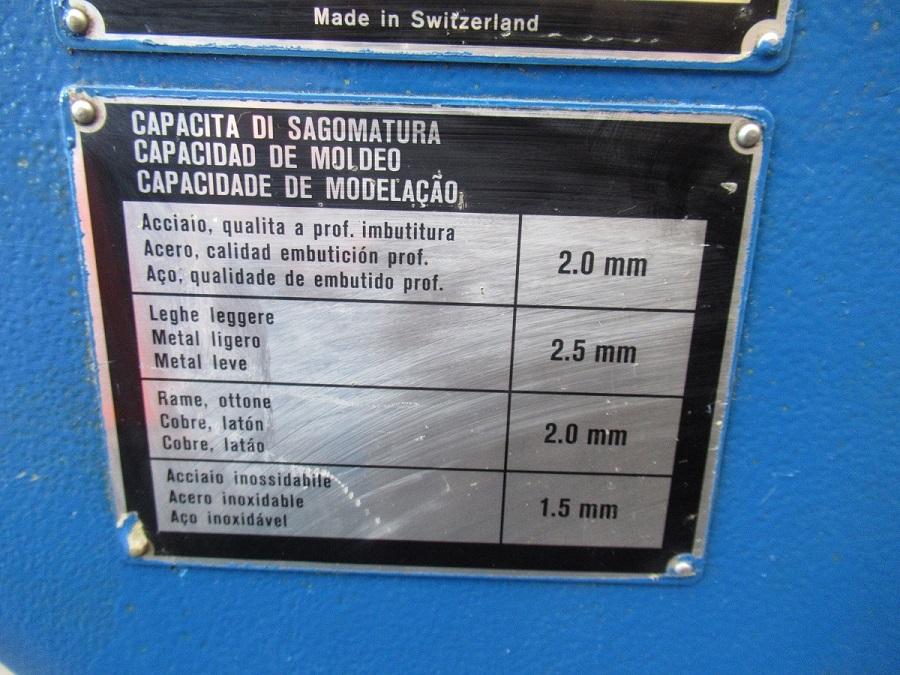 Made in Switzerland
CAPACITA DI SAGOMATURA
CAPACIDAD DE MOLDEO
CAPACIDADE DE MODELAÇÃO
Acciaio, qualita a prof. imbutitura
Acero, calidad embutición prof.
Aço, qualidade de embutido prof.
2.0 mm
Leghe leggere
Metal ligero
Metal leve
2.5 mm
Rame, ottone
Cobre, latón
Cobre, latáo
2.0 mm
Acciaio inossidabile
Acero inoxidable
Aço inoxidável
1.5 mm